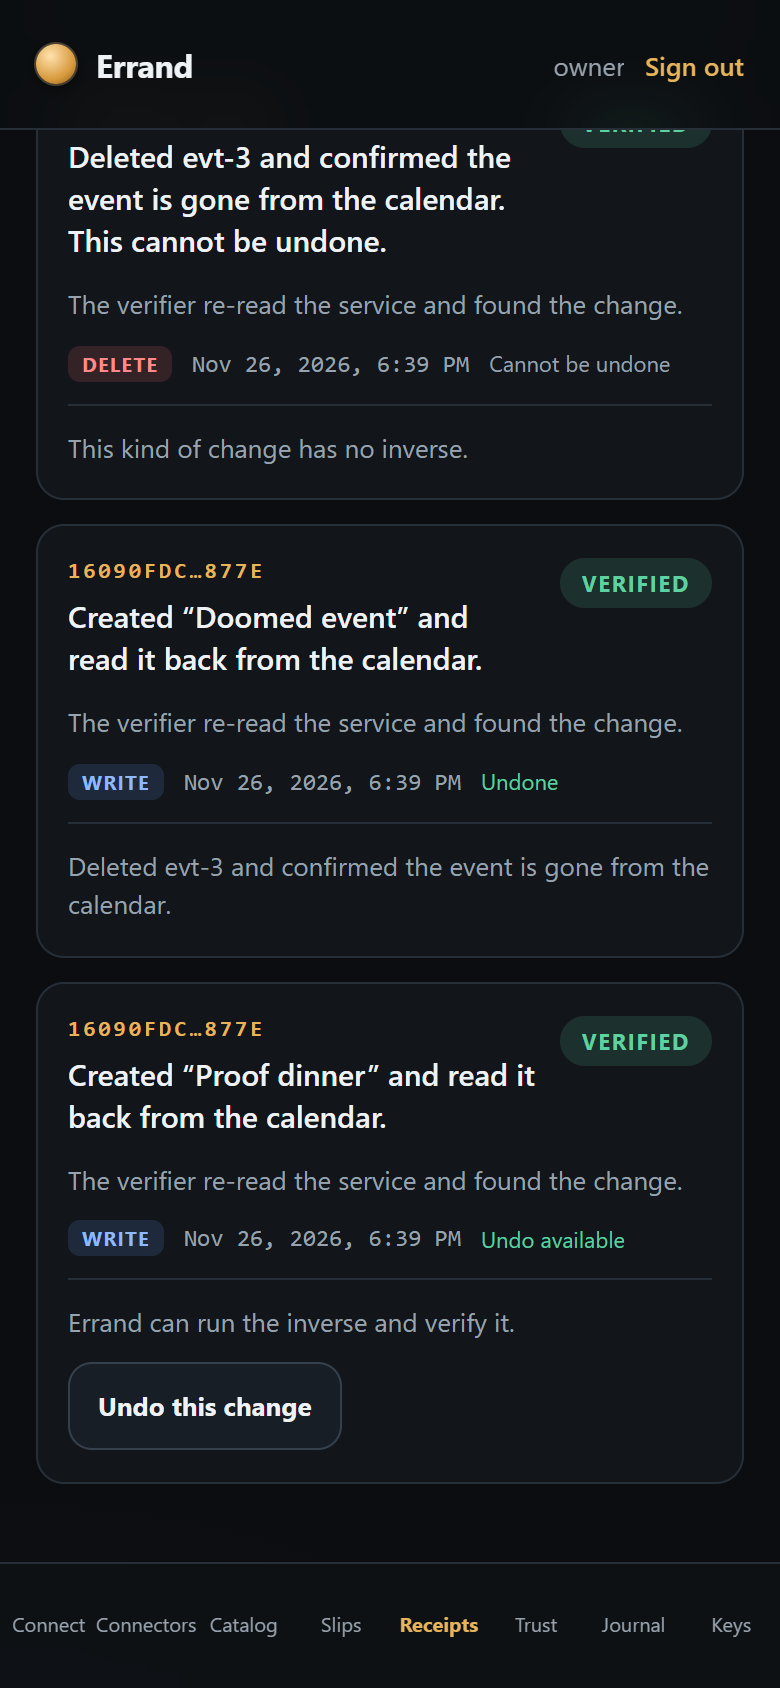 Errand
owner Sign out
VERIFIED
Deleted evt-3 and confirmed the
event is gone from the calendar.
This cannot be undone.
The verifier re-read the service and found the change.
DELETE Nov 26, 2026, 6:39 PM Cannot be undone
This kind of change has no inverse.
16090FDC…877E
VERIFIED
Created “Doomed event” and
read it back from the calendar.
The verifier re-read the service and found the change.
WRITE Nov 26, 2026, 6:39 PM Undone
Deleted evt-3 and confirmed the event is gone from the
calendar.
16090FDC…877E
VERIFIED
Created “Proof dinner” and read it
back from the calendar.
The verifier re-read the service and found the change.
WRITE Nov 26, 2026, 6:39 PM Undo available
Errand can run the inverse and verify it.
Undo this change
Connect Connectors Catalog Slips Receipts Trust Journal Keys